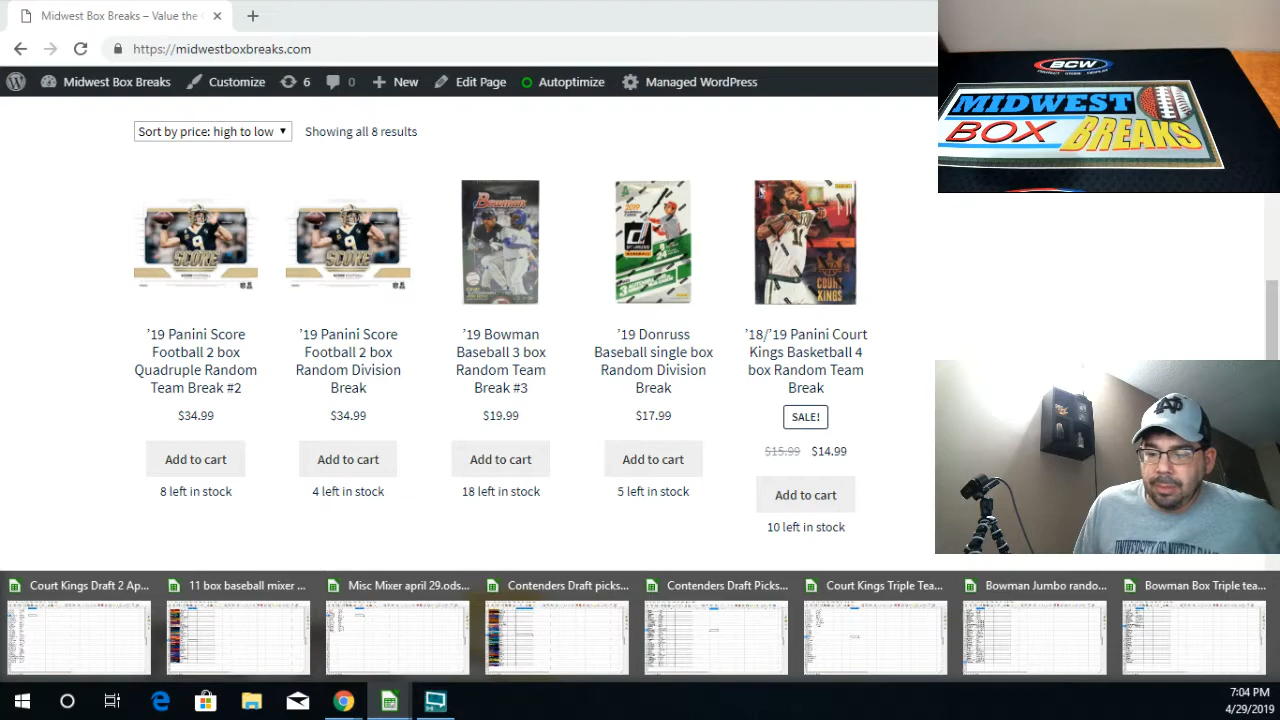 Midwest Box Breaks – Value the
https://midwestboxbreaks.com
Midwest Box Breaks Customize 6 0 New Edit Page Autoptimize Managed WordPress
BCW
MIDWEST
BOX BREAKS
Sort by price: high to low ▼ Showing all 8 results
SCORE
SCORE
Bowman
COURT KINGS
'19 Panini Score Football 2 box Quadruple Random Team Break #2
$34.99
Add to cart
8 left in stock
'19 Panini Score Football 2 box Random Division Break
$34.99
Add to cart
4 left in stock
'19 Bowman Baseball 3 box Random Team Break #3
$19.99
Add to cart
18 left in stock
'19 Donruss Baseball single box Random Division Break
$17.99
Add to cart
5 left in stock
'18/'19 Panini Court Kings Basketball 4 box Random Team Break
SALE!
$15.99 $14.99
Add to cart
10 left in stock
Court Kings Draft 2 Ap...
11 box baseball mixer ...
Misc Mixer april 29.ods...
Contenders Draft picks...
Contenders Draft Picks...
Court Kings Triple Tea...
Bowman Jumbo rando...
Bowman Box Triple tea...
7:04 PM
4/29/2019